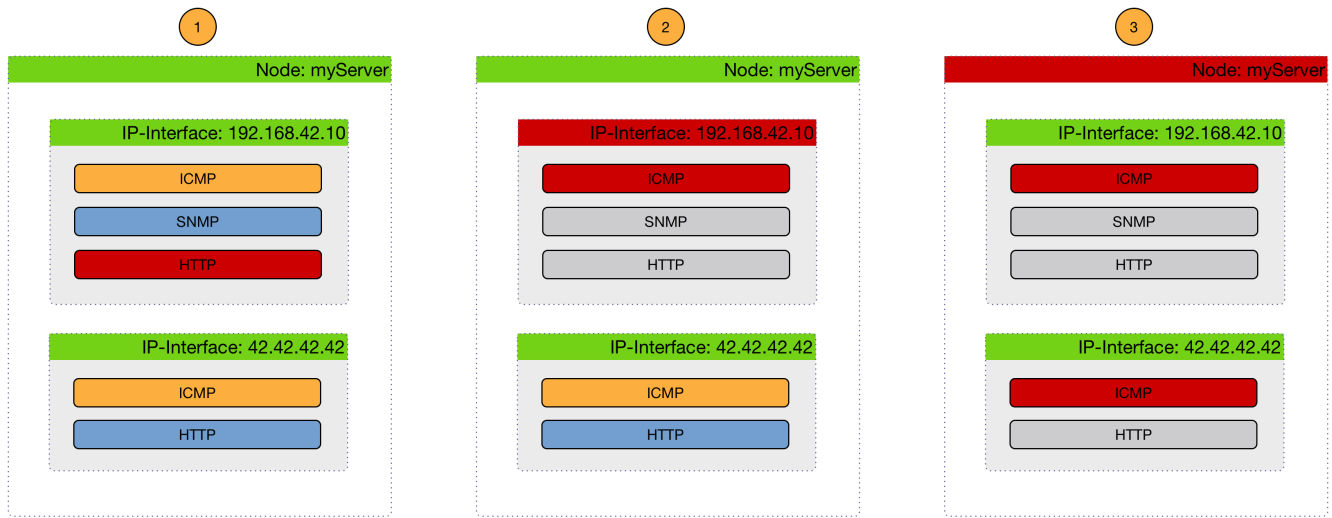 1
Node: myServer
IP-Interface: 192.168.42.10
ICMP
SNMP
HTTP
IP-Interface: 42.42.42.42
ICMP
HTTP
2
Node: myServer
IP-Interface: 192.168.42.10
ICMP
SNMP
HTTP
IP-Interface: 42.42.42.42
ICMP
HTTP
3
Node: myServer
IP-Interface: 192.168.42.10
ICMP
SNMP
HTTP
IP-Interface: 42.42.42.42
ICMP
HTTP